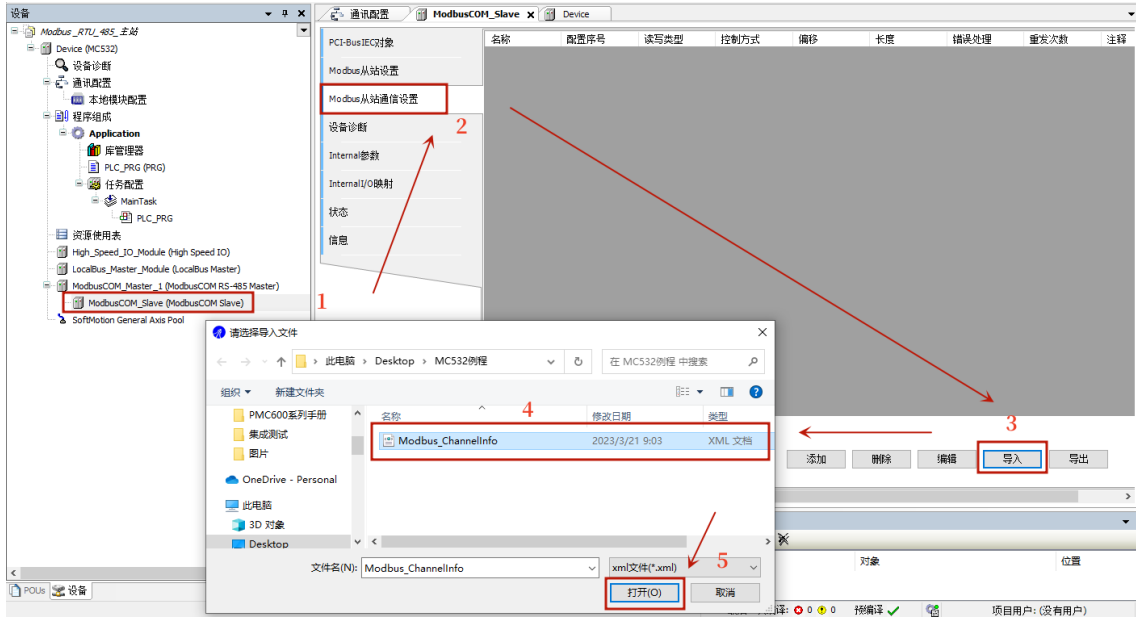 设备
Modbus_RTU_485_主站
Device (MC532)
设备诊断
通讯配置
本地模块配置
程序组成
Application
库管理器
PLC_PRG (PRG)
任务配置
MainTask
PLC_PRG
资源使用表
High_Speed_IO_Module (High Speed IO)
LocalBus_Master_Module (LocalBus Master)
ModbusCOM_Master_1 (ModbusCOM RS-485 Master)
ModbusCOM_Slave (ModbusCOM Slave)
SoftMotion General Axis Pool
POUs 设备
通讯配置 ModbusCOM_Slave Device
PCI-BusIEC对象
Modbus从站设置
Modbus从站通信设置
设备诊断
Internal参数
InternalI/O映射
状态
信息
名称 配置序号 读写类型 控制方式 偏移 长度 错误处理 重发次数 注释
1
2
3
添加 删除 编辑 导入 导出
请选择导入文件
此电脑 › Desktop › MC532例程
在 MC532例程 中搜索
组织 新建文件夹
PMC600系列手册
集成测试
图片
OneDrive - Personal
此电脑
3D 对象
Desktop
名称 修改日期 类型
4
Modbus_ChannelInfo 2023/3/21 9:03 XML 文档
文件名(N): Modbus_ChannelInfo xml文件(*.xml)
5
打开(O) 取消
对象 位置
译: 0 0 预编译 项目用户: (没有用户)